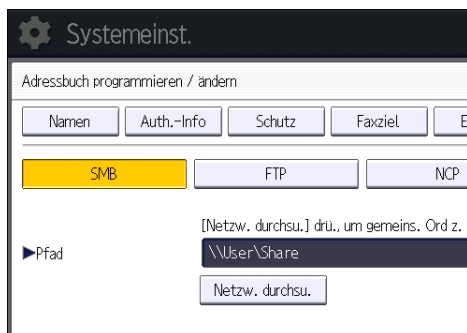 Systemeinst.
Adressbuch programmieren / ändern
Namen Auth.-Info Schutz Faxziel E
SMB FTP NCP
[Netzw. durchsu.] drü., um gemeins. Ord z.
▶Pfad \\User\Share
Netzw. durchsu.